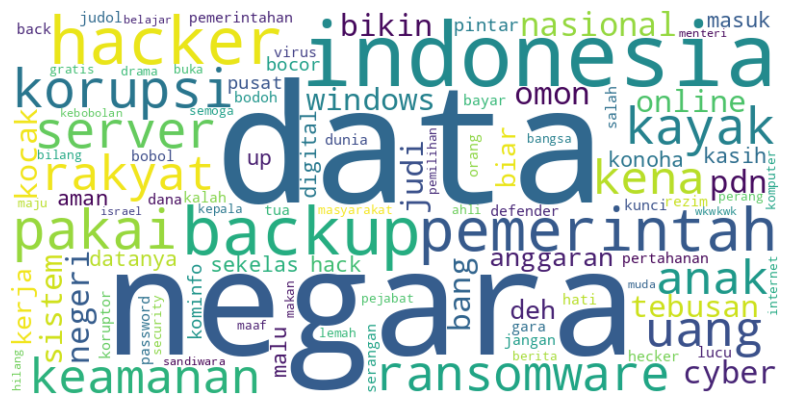 back judol belajar pemerintahan bikin pintar nasional masuk
hacker virus menteri
gratis drama buka bocor indonesia
korupsi pusat windows bayar omon online salah
kebobolan bodoh semoga
server digital dunia kayak
kocak bilang bobol up judi pemilihan orang biar bangsa konoha kasih
rakyat data kena pdn komputer
maju aman dana kalah kunci rezim perang
israel kepala tua masyarakat ahli defender wkwkwk
pakai backup pemerintah
datanya sekelas hack anggaran pertahanan
kerja sistem negeri kominfo bang anak internet
negara pejabat hati muda tebusan
koruptor password security makan deh
maaf malu lemah gara jangan uang
hilang sandiwara serangan berita hecker lucu
keamanan ransomware cyber